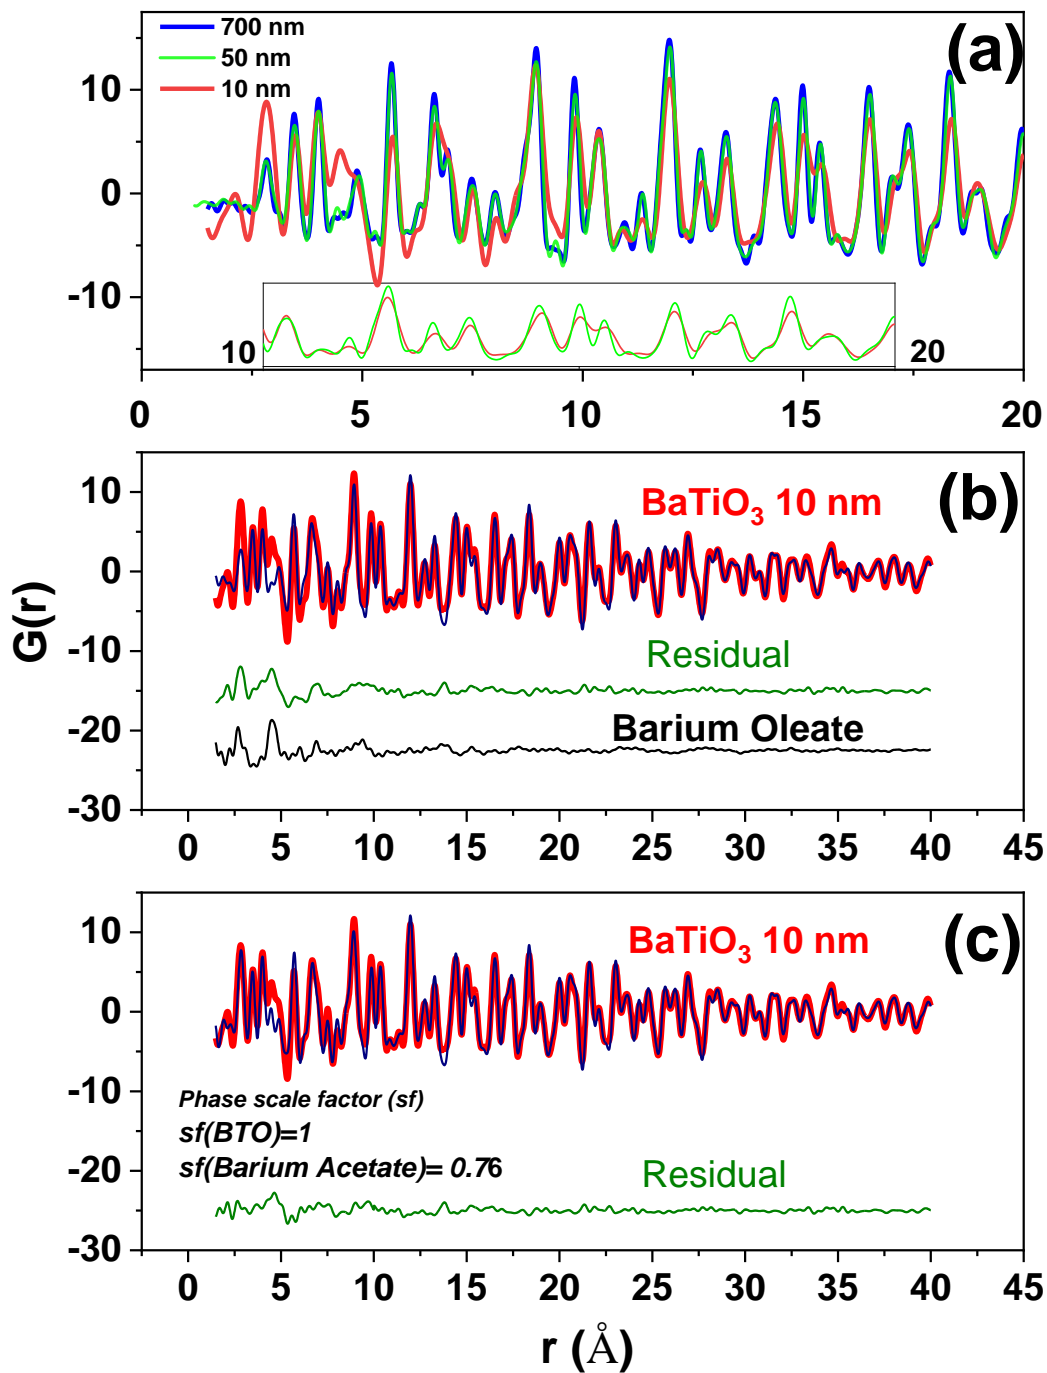 700 nm
50 nm
10 nm
(a)
10
0
-10
10
20
0
5
10
15
20
G(r)
BaTiO3 10 nm
(b)
10
0
-10
-20
-30
Residual
Barium Oleate
0
5
10
15
20
25
30
35
40
45
BaTiO3 10 nm
(c)
10
0
-10
-20
-30
Phase scale factor (sf)
sf(BTO)=1
sf(Barium Acetate)= 0.76
Residual
0
5
10
15
20
25
30
35
40
45
r (Å)